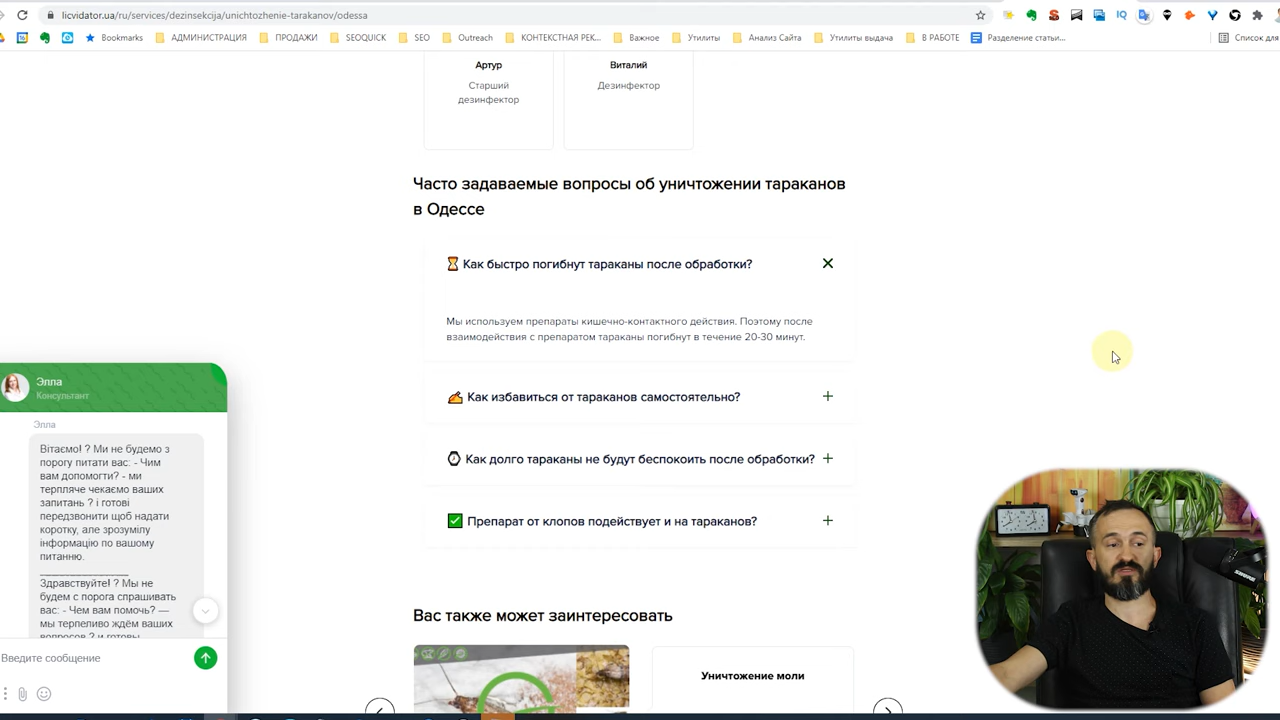 licvidator.ua/ru/services/dezinsekcija/unichtozhenie-tarakanov/odessa
Bookmarks АДМИНИСТРАЦИЯ ПРОДАЖИ SEOQUICK SEO Outreach КОНТЕКСТНАЯ РЕК... Важное Утилиты Анализ Сайта Утилиты выдача В РАБОТЕ Разделение статьи... Список для
Артур
Старший
дезинфектор
Виталий
Дезинфектор
Часто задаваемые вопросы об уничтожении тараканов
в Одессе
Как быстро погибнут тараканы после обработки?
Мы используем препараты кишечно-контактного действия. Поэтому после
взаимодействия с препаратом тараканы погибнут в течение 20-30 минут.
Как избавиться от тараканов самостоятельно?
Как долго тараканы не будут беспокоить после обработки?
Препарат от клопов подействует и на тараканов?
Вас также может заинтересовать
Уничтожение моли
Элла
Консультант
Элла
Вітаємо! ? Ми не будемо з
порогу питати вас: - Чим
вам допомогти? - ми
терпляче чекаємо ваших
запитань ? і готові
передзвонити щоб надати
коротку, але зрозумілу
інформацію по вашому
питанню.
Здравствуйте! ? Мы не
будем с порога спрашивать
вас: - Чем вам помочь? —
мы терпеливо ждём ваших
вопросов ? и готовы
Введите сообщение